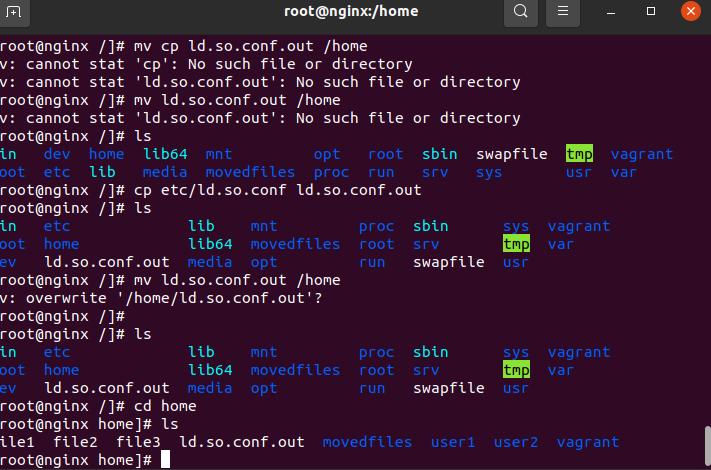 root@nginx:/home
root@nginx /]# mv cp ld.so.conf.out /home
v: cannot stat 'cp': No such file or directory
v: cannot stat 'ld.so.conf.out': No such file or directory
root@nginx /]# mv ld.so.conf.out /home
v: cannot stat 'ld.so.conf.out': No such file or directory
root@nginx /]# ls
in dev home lib64 mnt opt root sbin swapfile tmp vagrant
oot etc lib media movedfiles proc run srv sys usr var
root@nginx /]# cp etc/ld.so.conf ld.so.conf.out
root@nginx /]# ls
in etc lib mnt proc sbin sys vagrant
oot home lib64 movedfiles root srv tmp var
ev ld.so.conf.out media opt run swapfile usr
root@nginx /]# mv ld.so.conf.out /home
v: overwrite '/home/ld.so.conf.out'?
root@nginx /]#
root@nginx /]# ls
in etc lib mnt proc sbin sys vagrant
oot home lib64 movedfiles root srv tmp var
ev ld.so.conf.out media opt run swapfile usr
root@nginx /]# cd home
root@nginx home]# ls
ile1 file2 file3 ld.so.conf.out movedfiles user1 user2 vagrant
root@nginx home]#